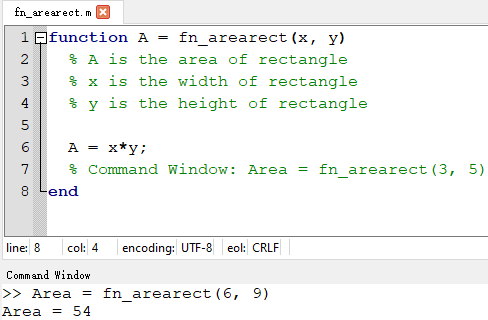 fn_arearect.m
1 function A = fn_arearect(x, y)
2 % A is the area of rectangle
3 % x is the width of rectangle
4 % y is the height of rectangle
5
6 A = x*y;
7 % Command Window: Area = fn_arearect(3, 5)
8 end
line: 8 col: 4 encoding: UTF-8 eol: CRLF
Command Window
>> Area = fn_arearect(6, 9)
Area = 54